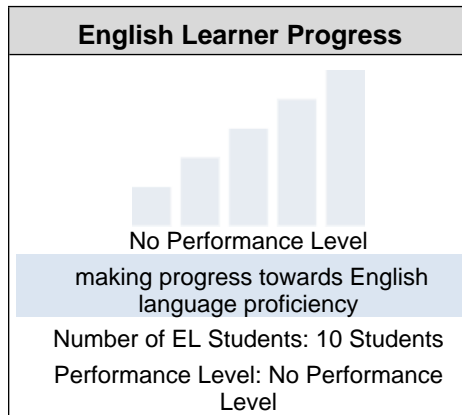 English Learner Progress
No Performance Level
making progress towards English
language proficiency
Number of EL Students: 10 Students
Performance Level: No Performance
Level